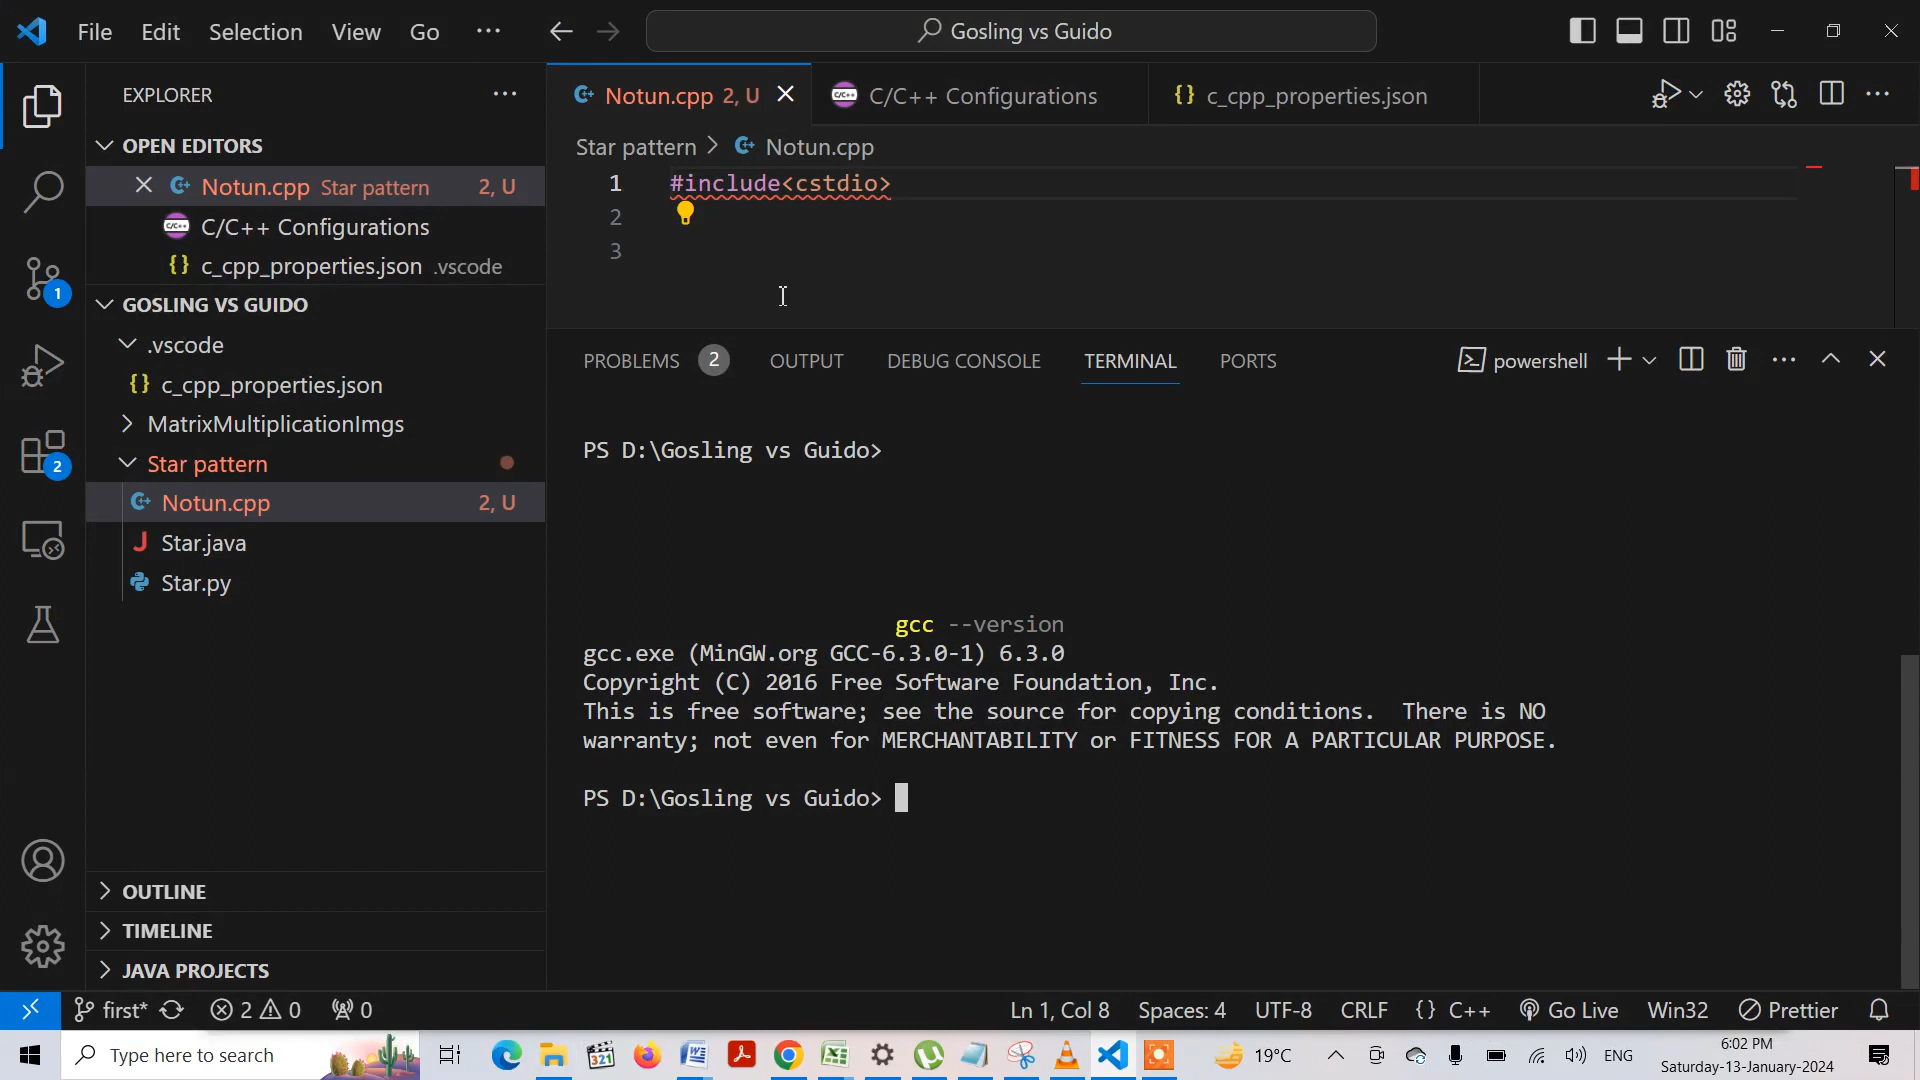 File Edit Selection View Go ··· Gosling vs Guido
EXPLORER ···
Notun.cpp 2, U
C/C++ Configurations
{} c_cpp_properties.json
OPEN EDITORS
Star pattern > Notun.cpp
Notun.cpp Star pattern 2, U
C/C++ Configurations
{} c_cpp_properties.json .vscode
1 #include<cstdio>
2
3
GOSLING VS GUIDO
.vscode
{} c_cpp_properties.json
MatrixMultiplicationImgs
Star pattern
Notun.cpp 2, U
J Star.java
Star.py
OUTLINE
TIMELINE
JAVA PROJECTS
1
2
PROBLEMS 2 OUTPUT DEBUG CONSOLE TERMINAL PORTS powershell
PS D:\Gosling vs Guido>
gcc --version
gcc.exe (MinGW.org GCC-6.3.0-1) 6.3.0
Copyright (C) 2016 Free Software Foundation, Inc.
This is free software; see the source for copying conditions.  There is NO
warranty; not even for MERCHANTABILITY or FITNESS FOR A PARTICULAR PURPOSE.
PS D:\Gosling vs Guido>
first* 2 0 0 Ln 1, Col 8 Spaces: 4 UTF-8 CRLF {} C++ Go Live Win32 Prettier
Type here to search 321 19°C ENG
6:02 PM
Saturday-13-January-2024